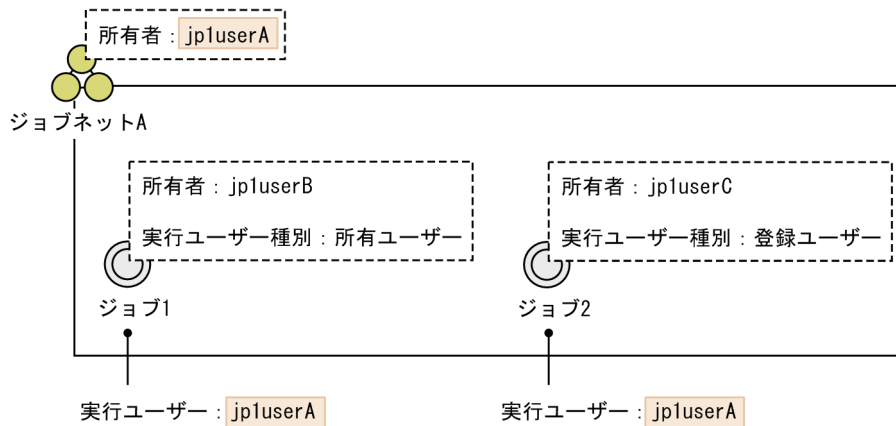 所有者：jp1userA
ジョブネットA
所有者：jp1userB
実行ユーザー種別：所有ユーザー
所有者：jp1userC
実行ユーザー種別：登録ユーザー
ジョブ1
ジョブ2
実行ユーザー：jp1userA
実行ユーザー：jp1userA